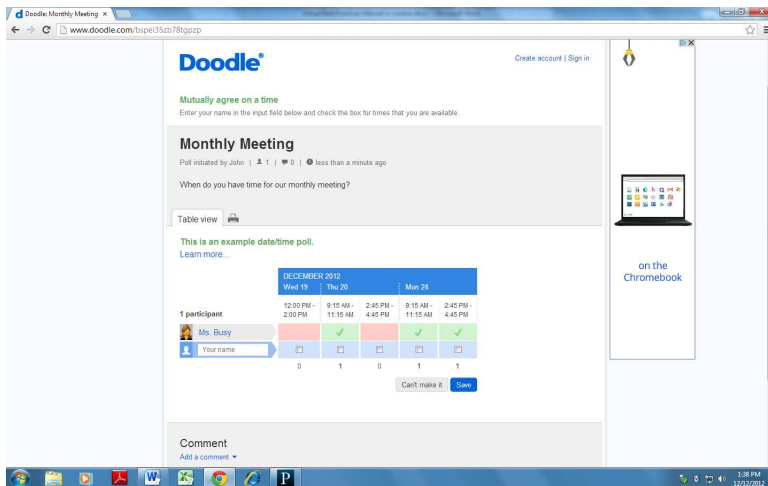 Doodle: Monthly Meeting
www.doodle.com/bspei35zb78tgpzp
Doodle®
Create account | Sign in
Mutually agree on a time
Enter your name in the input field below and check the box for times that you are available.
Monthly Meeting
Poll initiated by John | 1 | 0 | less than a minute ago
When do you have time for our monthly meeting?
Table view
This is an example date/time poll.
Learn more…
DECEMBER 2012
Wed 19 Thu 20 Mon 24
12:00 PM - 9:15 AM - 2:45 PM - 9:15 AM - 2:45 PM -
1 participant 2:00 PM 11:15 AM 4:45 PM 11:15 AM 4:45 PM
Ms. Busy
Your name
0 1 0 1 1
Can't make it Save
Comment
Add a comment
on the
Chromebook
W
P
1:38 PM
12/12/2012